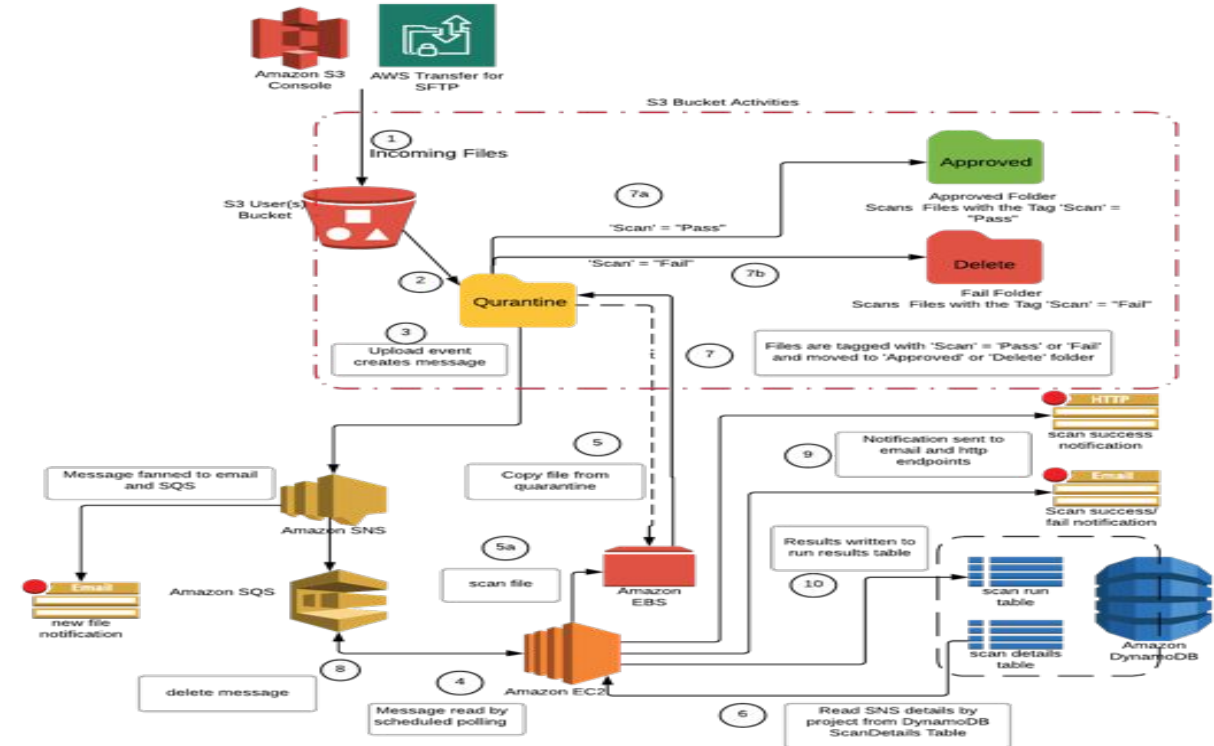 Amazon S3
Console
AWS Transfer for
SFTP
S3 Bucket Activities
1
Incoming Files
S3 User(s)
Bucket
2
Qurantine
7a
'Scan' = "Pass"
Approved
Approved Folder
Scans Files with the Tag 'Scan' =
"Pass"
'Scan' = "Fail"
7b
Delete
Fail Folder
Scans Files with the Tag 'Scan' = "Fail"
3
Upload event
creates message
7
Files are tagged with 'Scan' = 'Pass' or 'Fail'
and moved to 'Approved' or 'Delete' folder
HTTP
scan success
notification
9
Notification sent to
email and http
endpoints
Email
Scan success/
fail notification
5
Copy file from
quarantine
Message fanned to email
and SQS
Amazon SNS
Email
new file
notification
Amazon SQS
5a
scan file
Amazon
EBS
Results written to
run results table
10
scan run
table
scan details
table
Amazon
DynamoDB
Amazon EC2
8
delete message
4
Message read by
scheduled polling
6
Read SNS details by
project from DynamoDB
ScanDetails Table